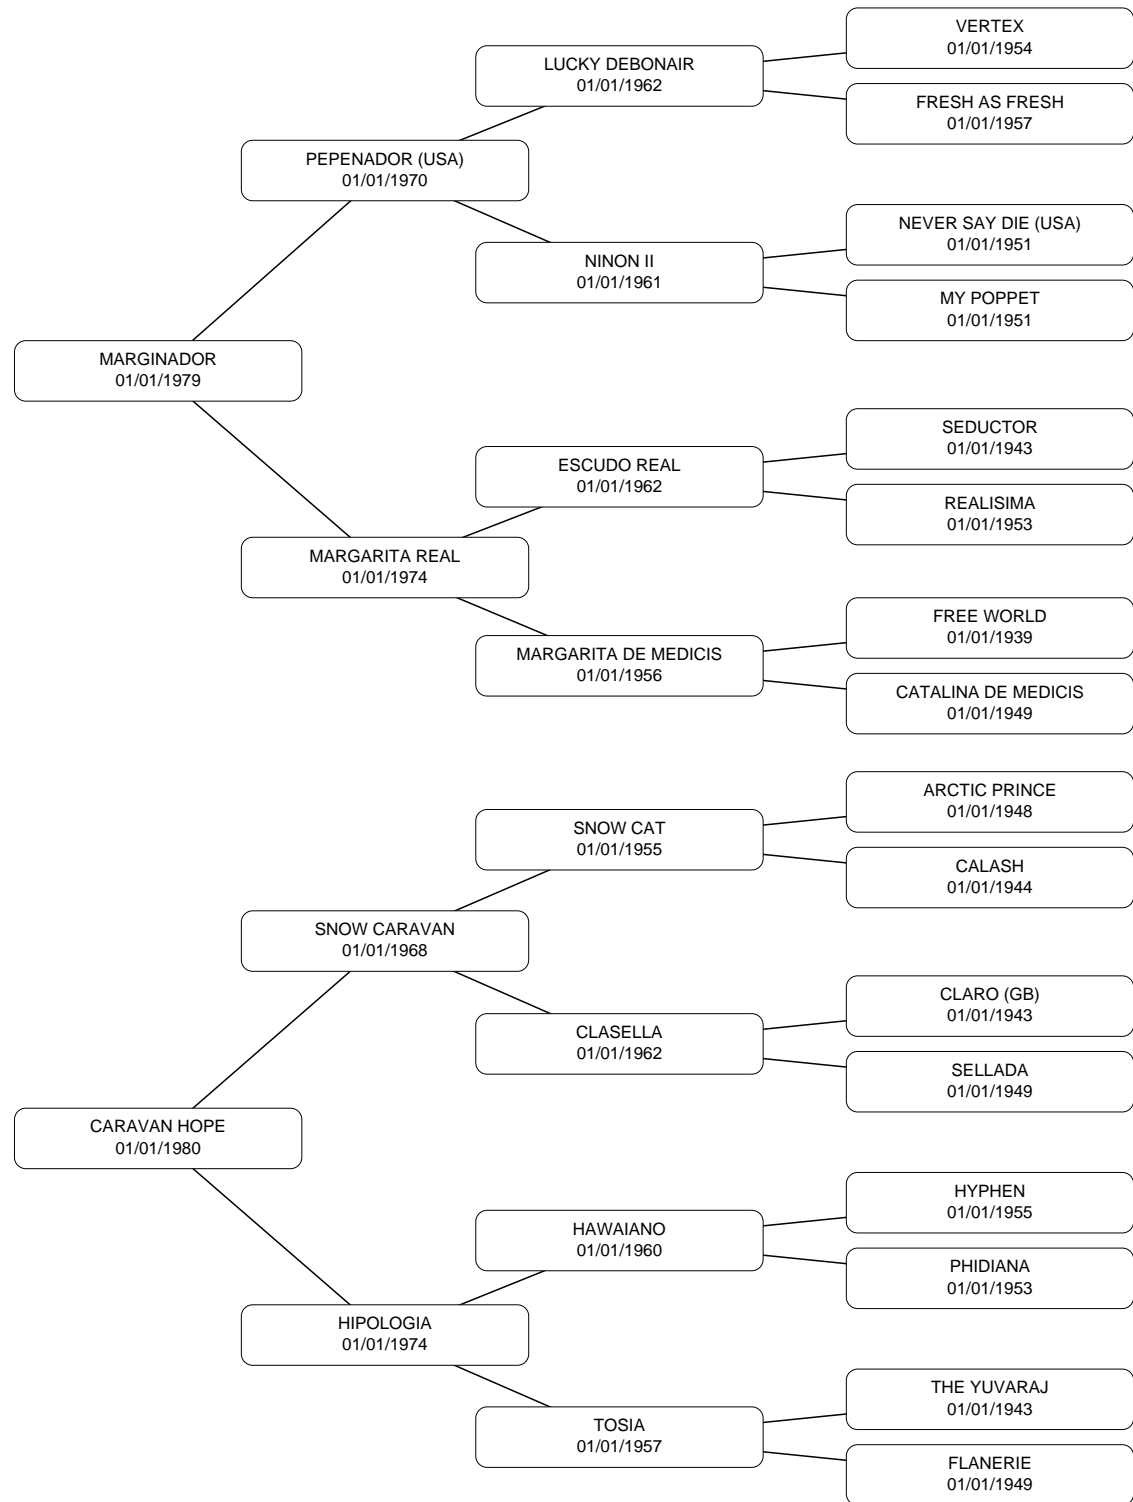 VERTEX
01/01/1954
LUCKY DEBONAIR
01/01/1962
FRESH AS FRESH
01/01/1957
PEPENADOR (USA)
01/01/1970
NEVER SAY DIE (USA)
01/01/1951
NINON II
01/01/1961
MY POPPET
01/01/1951
MARGINADOR
01/01/1979
SEDUCTOR
01/01/1943
ESCUDO REAL
01/01/1962
REALISIMA
01/01/1953
MARGARITA REAL
01/01/1974
FREE WORLD
01/01/1939
MARGARITA DE MEDICIS
01/01/1956
CATALINA DE MEDICIS
01/01/1949
ARCTIC PRINCE
01/01/1948
SNOW CAT
01/01/1955
CALASH
01/01/1944
SNOW CARAVAN
01/01/1968
CLARO (GB)
01/01/1943
CLASELLA
01/01/1962
SELLADA
01/01/1949
CARAVAN HOPE
01/01/1980
HYPHEN
01/01/1955
HAWAIANO
01/01/1960
PHIDIANA
01/01/1953
HIPOLOGIA
01/01/1974
THE YUVARAJ
01/01/1943
TOSIA
01/01/1957
FLANERIE
01/01/1949